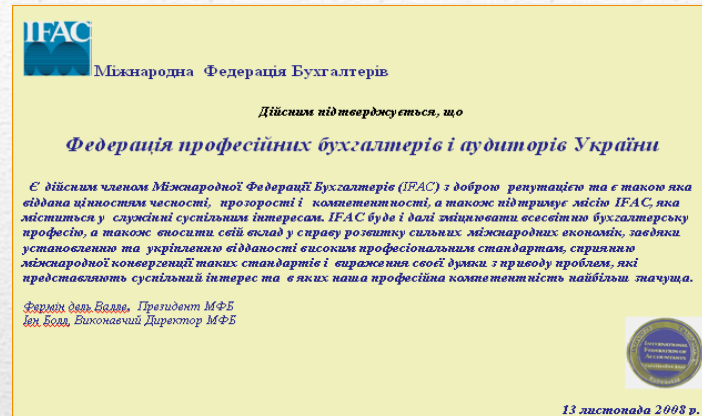 IFAC
Міжнародна Федерація Бухгалтерів
Дійсним підтверджується, що
Федерація професійних бухгалтерів і аудиторів України
Є дійсним членом Міжнародної Федерації Бухгалтерів (IFAC) з доброю репутацією та є такою яка
віддана цінностям чесності, прозорості і компетентності, а також підтримує місію IFAC, яка
міститься у служінні суспільним інтересам. IFAC буде і далі зміцнювати всесвітню бухгалтерську
професію, а також вносити свій вклад у справу розвитку сильних міжнародних економік, завдяки
установленню та укріпленню відданості високим професіональним стандартам, сприянню
міжнародної конвергенції таких стандартів і вираження своєї думки з приводу проблем, які
представляють суспільний інтерес та в яких наша професійна компетентність найбільш значуща.
Фермін дель Валле, Президент МФБ
Іен Болл, Виконавчий Директор МФБ
INTERNATIONAL
FEDERATION OF
ACCOUNTANTS
13 листопада 2008 р.